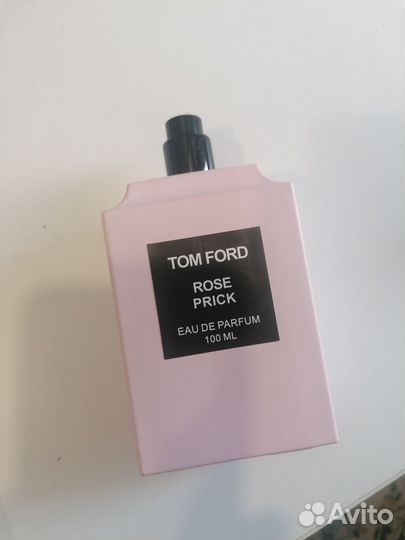 TOM FORD
ROSE
PRICK
EAU DE PARFUM
100 ML
Avito